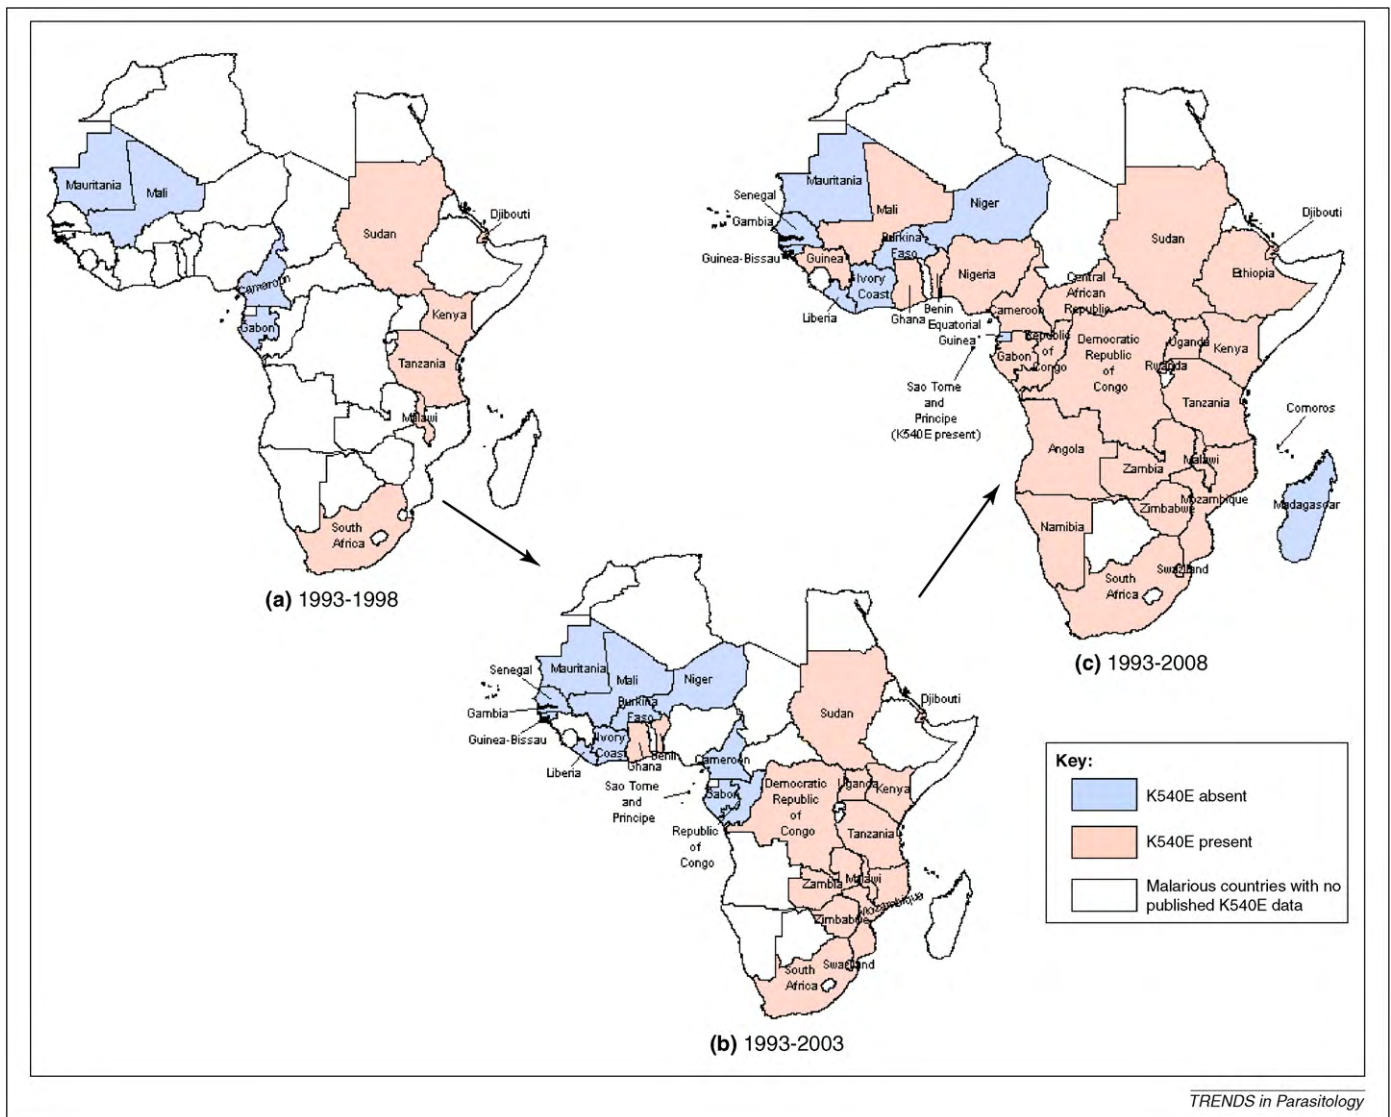 Mauritania
Mali
Djibouti
Sudan
Cameroon
Gabon
Kenya
Tanzania
Malawi
South
Africa
(a) 1993-1998
Senegal
Mauritania
Mali
Niger
Gambia
Burkina
Faso
Guinea-Bissau
Ivory
Coast
Liberia
Ghana
Benin
Cameroon
Sao Tome
and
Principe
Gabon
Republic
of
Congo
Djibouti
Sudan
Democratic
Republic
of
Congo
Uganda
Kenya
Tanzania
Zambia
Malawi
Mozambique
Zimbabwe
Swaziland
South
Africa
(b) 1993-2003
Senegal
Mauritania
Mali
Niger
Gambia
Burkina
Faso
Guinea-Bissau
Guinea
Ivory
Coast
Liberia
Ghana
Benin
Nigeria
Equatorial
Guinea
Cameroon
Central
African
Republic
Sudan
Djibouti
Ethiopia
Gabon
Republic
of
Congo
Democratic
Republic
of
Congo
Uganda
Kenya
Rwanda
Sao Tome
and
Principe
(K540E present)
Tanzania
Comoros
Angola
Zambia
Malawi
Mozambique
Zimbabwe
Madagascar
Namibia
Swaziland
South
Africa
(c) 1993-2008
Key:
K540E absent
K540E present
Malarious countries with no
published K540E data
TRENDS in Parasitology